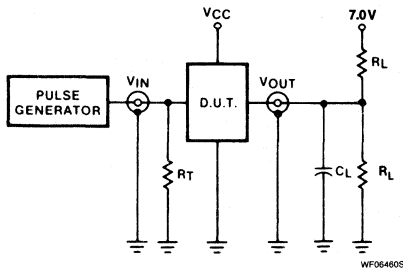 VCC
7.0V
RL
PULSE
GENERATOR
VIN
D.U.T.
VOUT
RT
CL
RL
WF06460S